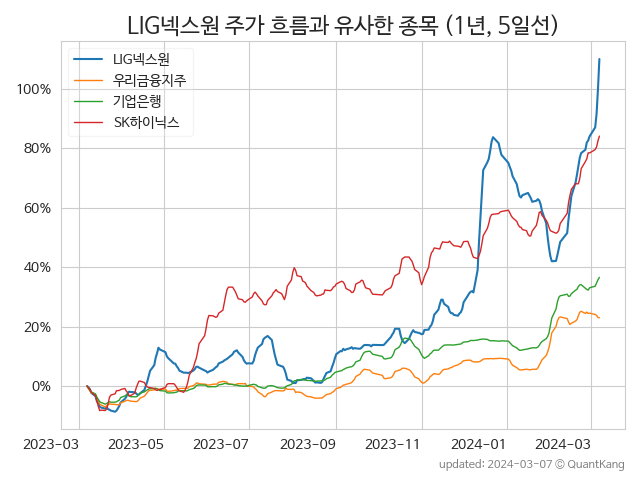 LIG넥스원 주가 흐름과 유사한 종목 (1년, 5일선)
LIG넥스원
우리금융지주
기업은행
SK하이닉스
100%
80%
60%
40%
20%
0%
2023-03 2023-05 2023-07 2023-09 2023-11 2024-01 2024-03
updated: 2024-03-07 © QuantKang